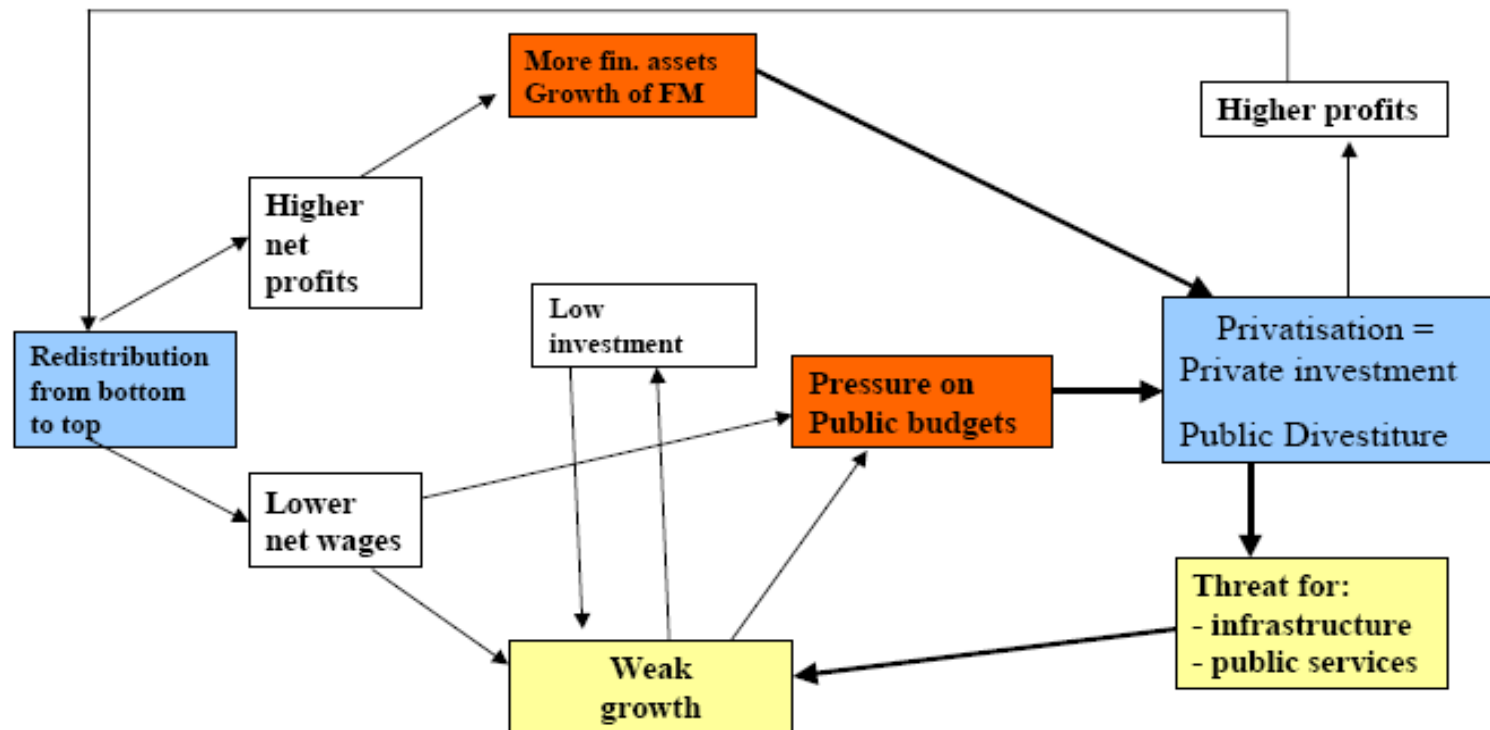 More fin. assets
Growth of FM
Higher profits
Higher
net
profits
Low
investment
Redistribution
from bottom
to top
Pressure on
Public budgets
Privatisation =
Private investment
Public Divestiture
Lower
net wages
Threat for:
- infrastructure
- public services
Weak
growth